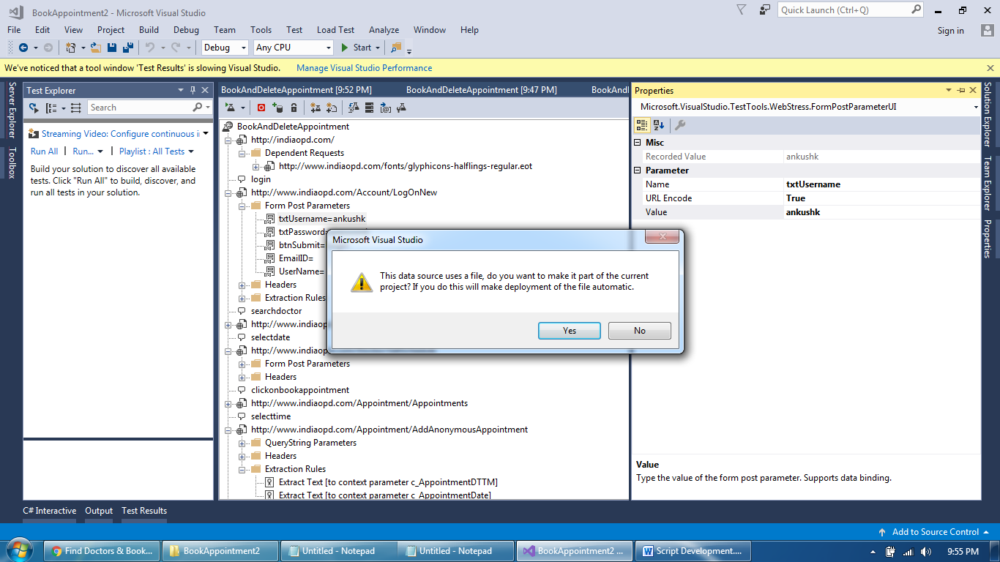 BookAppointment2 - Microsoft Visual Studio
Quick Launch (Ctrl+Q)
File Edit View Project Build Debug Team Tools Test Load Test Analyze Window Help
Sign in
Debug Any CPU Start
We've noticed that a tool window 'Test Results' is slowing Visual Studio. Manage Visual Studio Performance
Server Explorer
Toolbox
Test Explorer
Search
Streaming Video: Configure continuous i
Run All | Run... | Playlist : All Tests
Build your solution to discover all available
tests. Click "Run All" to build, discover, and
run all tests in your solution.
BookAndDeleteAppointment [9:52 PM] BookAndDeleteAppointment [9:47 PM] BookAndI
BookAndDeleteAppointment
http://indiaopd.com/
Dependent Requests
http://www.indiaopd.com/fonts/glyphicons-halflings-regular.eot
login
http://www.indiaopd.com/Account/LogOnNew
Form Post Parameters
txtUsername=ankushk
txtPassword=
btnSubmit=
EmailID=
UserName=
Headers
Extraction Rules
searchdoctor
http://www.indiaop
selectdate
http://www.indiaop
Form Post Parameters
Headers
clickonbookappointment
http://www.indiaopd.com/Appointment/Appointments
selecttime
http://www.indiaopd.com/Appointment/AddAnonymousAppointment
QueryString Parameters
Headers
Extraction Rules
Extract Text [to context parameter c_AppointmentDTTM]
Extract Text [to context parameter c_AppointmentDate]
Microsoft Visual Studio
This data source uses a file, do you want to make it part of the current
project? If you do this will make deployment of the file automatic.
Yes No
Properties
Microsoft.VisualStudio.TestTools.WebStress.FormPostParameterUI
Misc
Recorded Value ankushk
Parameter
Name txtUsername
URL Encode True
Value ankushk
Value
Type the value of the form post parameter. Supports data binding.
Solution Explorer
Team Explorer
Properties
C# Interactive Output Test Results
Add to Source Control
Find Doctors & Book... BookAppointment2 Untitled - Notepad Untitled - Notepad BookAppointment2 ... Script Development.... 9:55 PM